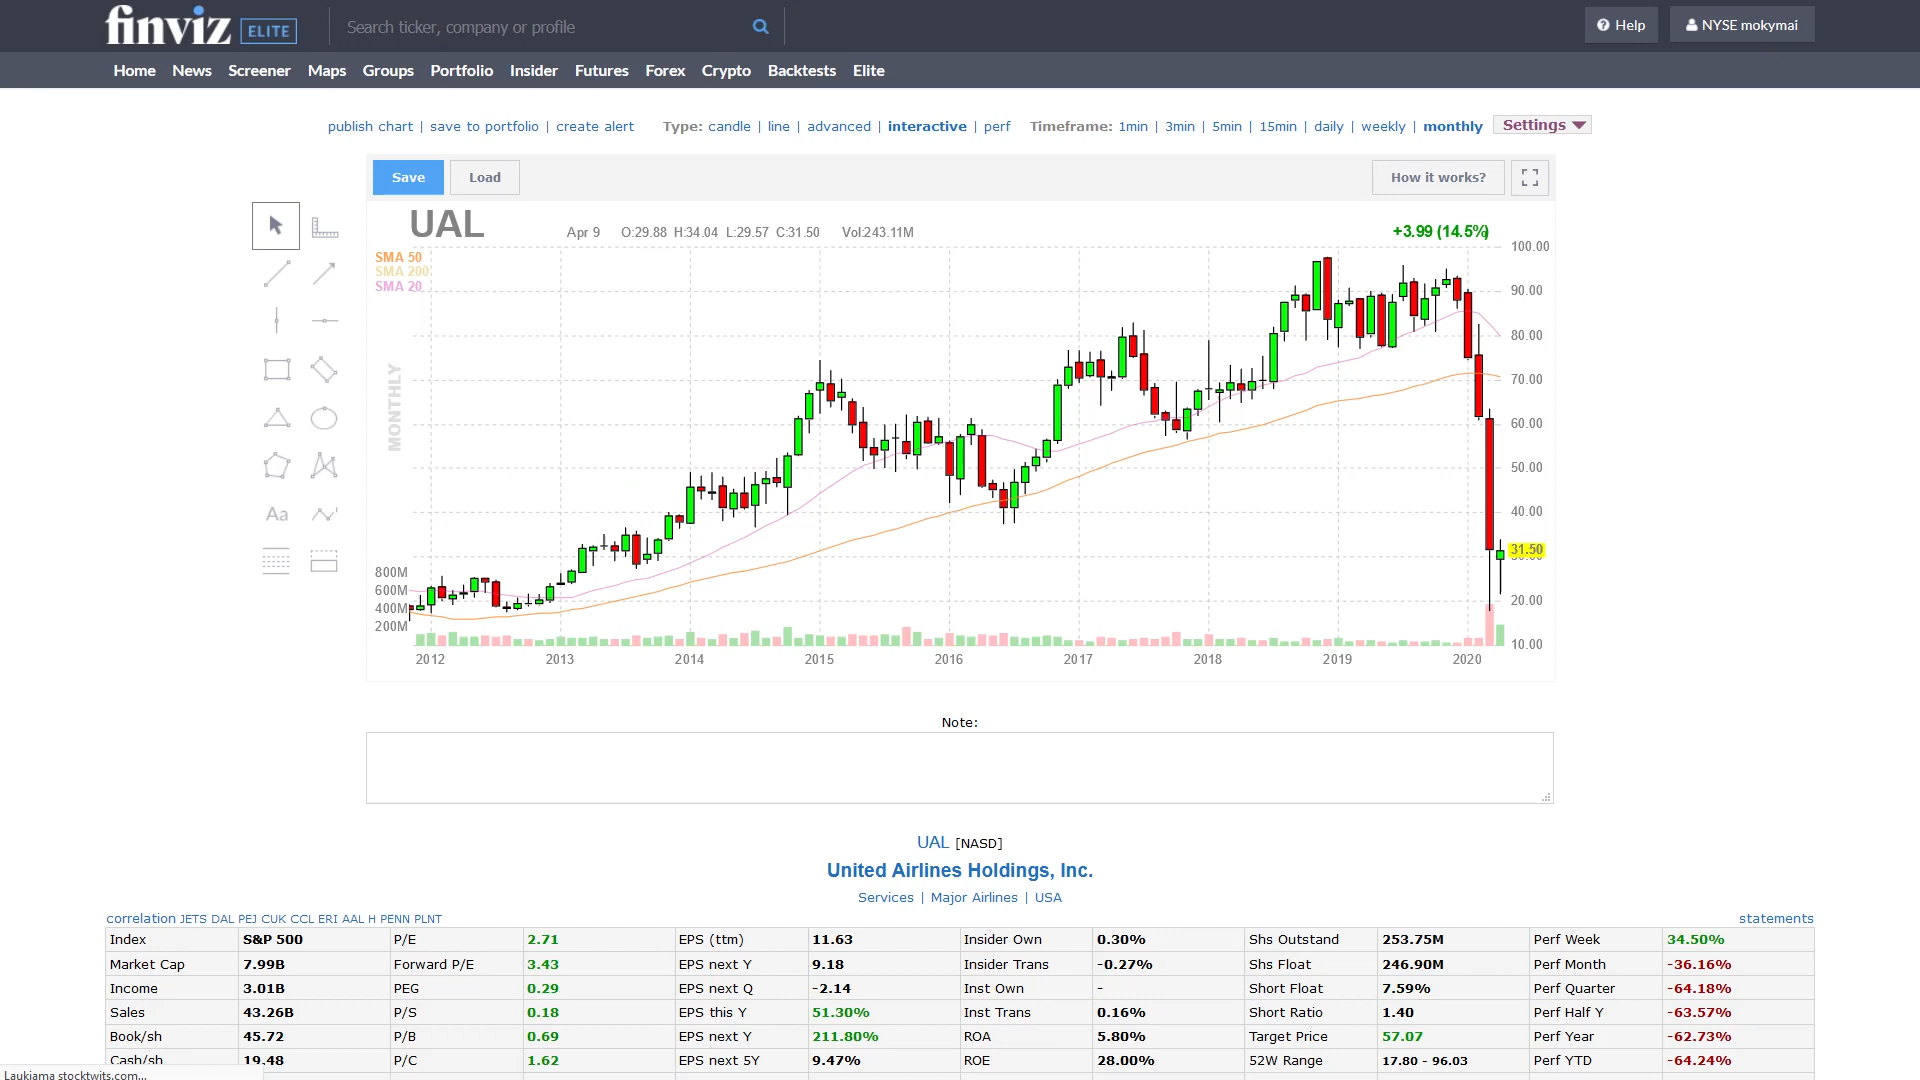 finviz ELITE
Search ticker, company or profile
Help
NYSE mokymai
Home News Screener Maps Groups Portfolio Insider Futures Forex Crypto Backtests Elite
publish chart | save to portfolio | create alert Type: candle | line | advanced | interactive | perf Timeframe: 1min | 3min | 5min | 15min | daily | weekly | monthly Settings
Save Load How it works?
UAL Apr 9 O:29.88 H:34.04 L:29.57 C:31.50 Vol:243.11M +3.99 (14.5%)
SMA 50
SMA 200
SMA 20
MONTHLY
100.00
90.00
80.00
70.00
60.00
50.00
40.00
31.50
20.00
10.00
800M
600M
400M
200M
2012 2013 2014 2015 2016 2017 2018 2019 2020
Aa
Note:
UAL [NASD]
United Airlines Holdings, Inc.
Services | Major Airlines | USA
correlation JETS DAL PEJ CUK CCL ERI AAL H PENN PLNT statements
Index S&P 500 P/E 2.71 EPS (ttm) 11.63 Insider Own 0.30% Shs Outstand 253.75M Perf Week 34.50%
Market Cap 7.99B Forward P/E 3.43 EPS next Y 9.18 Insider Trans -0.27% Shs Float 246.90M Perf Month -36.16%
Income 3.01B PEG 0.29 EPS next Q -2.14 Inst Own - Short Float 7.59% Perf Quarter -64.18%
Sales 43.26B P/S 0.18 EPS this Y 51.30% Inst Trans 0.16% Short Ratio 1.40 Perf Half Y -63.57%
Book/sh 45.72 P/B 0.69 EPS next Y 211.80% ROA 5.80% Target Price 57.07 Perf Year -62.73%
Cash/sh 19.48 P/C 1.62 EPS next 5Y 9.47% ROE 28.00% 52W Range 17.80 - 96.03 Perf YTD -64.24%
Laukiama stocktwits.com...